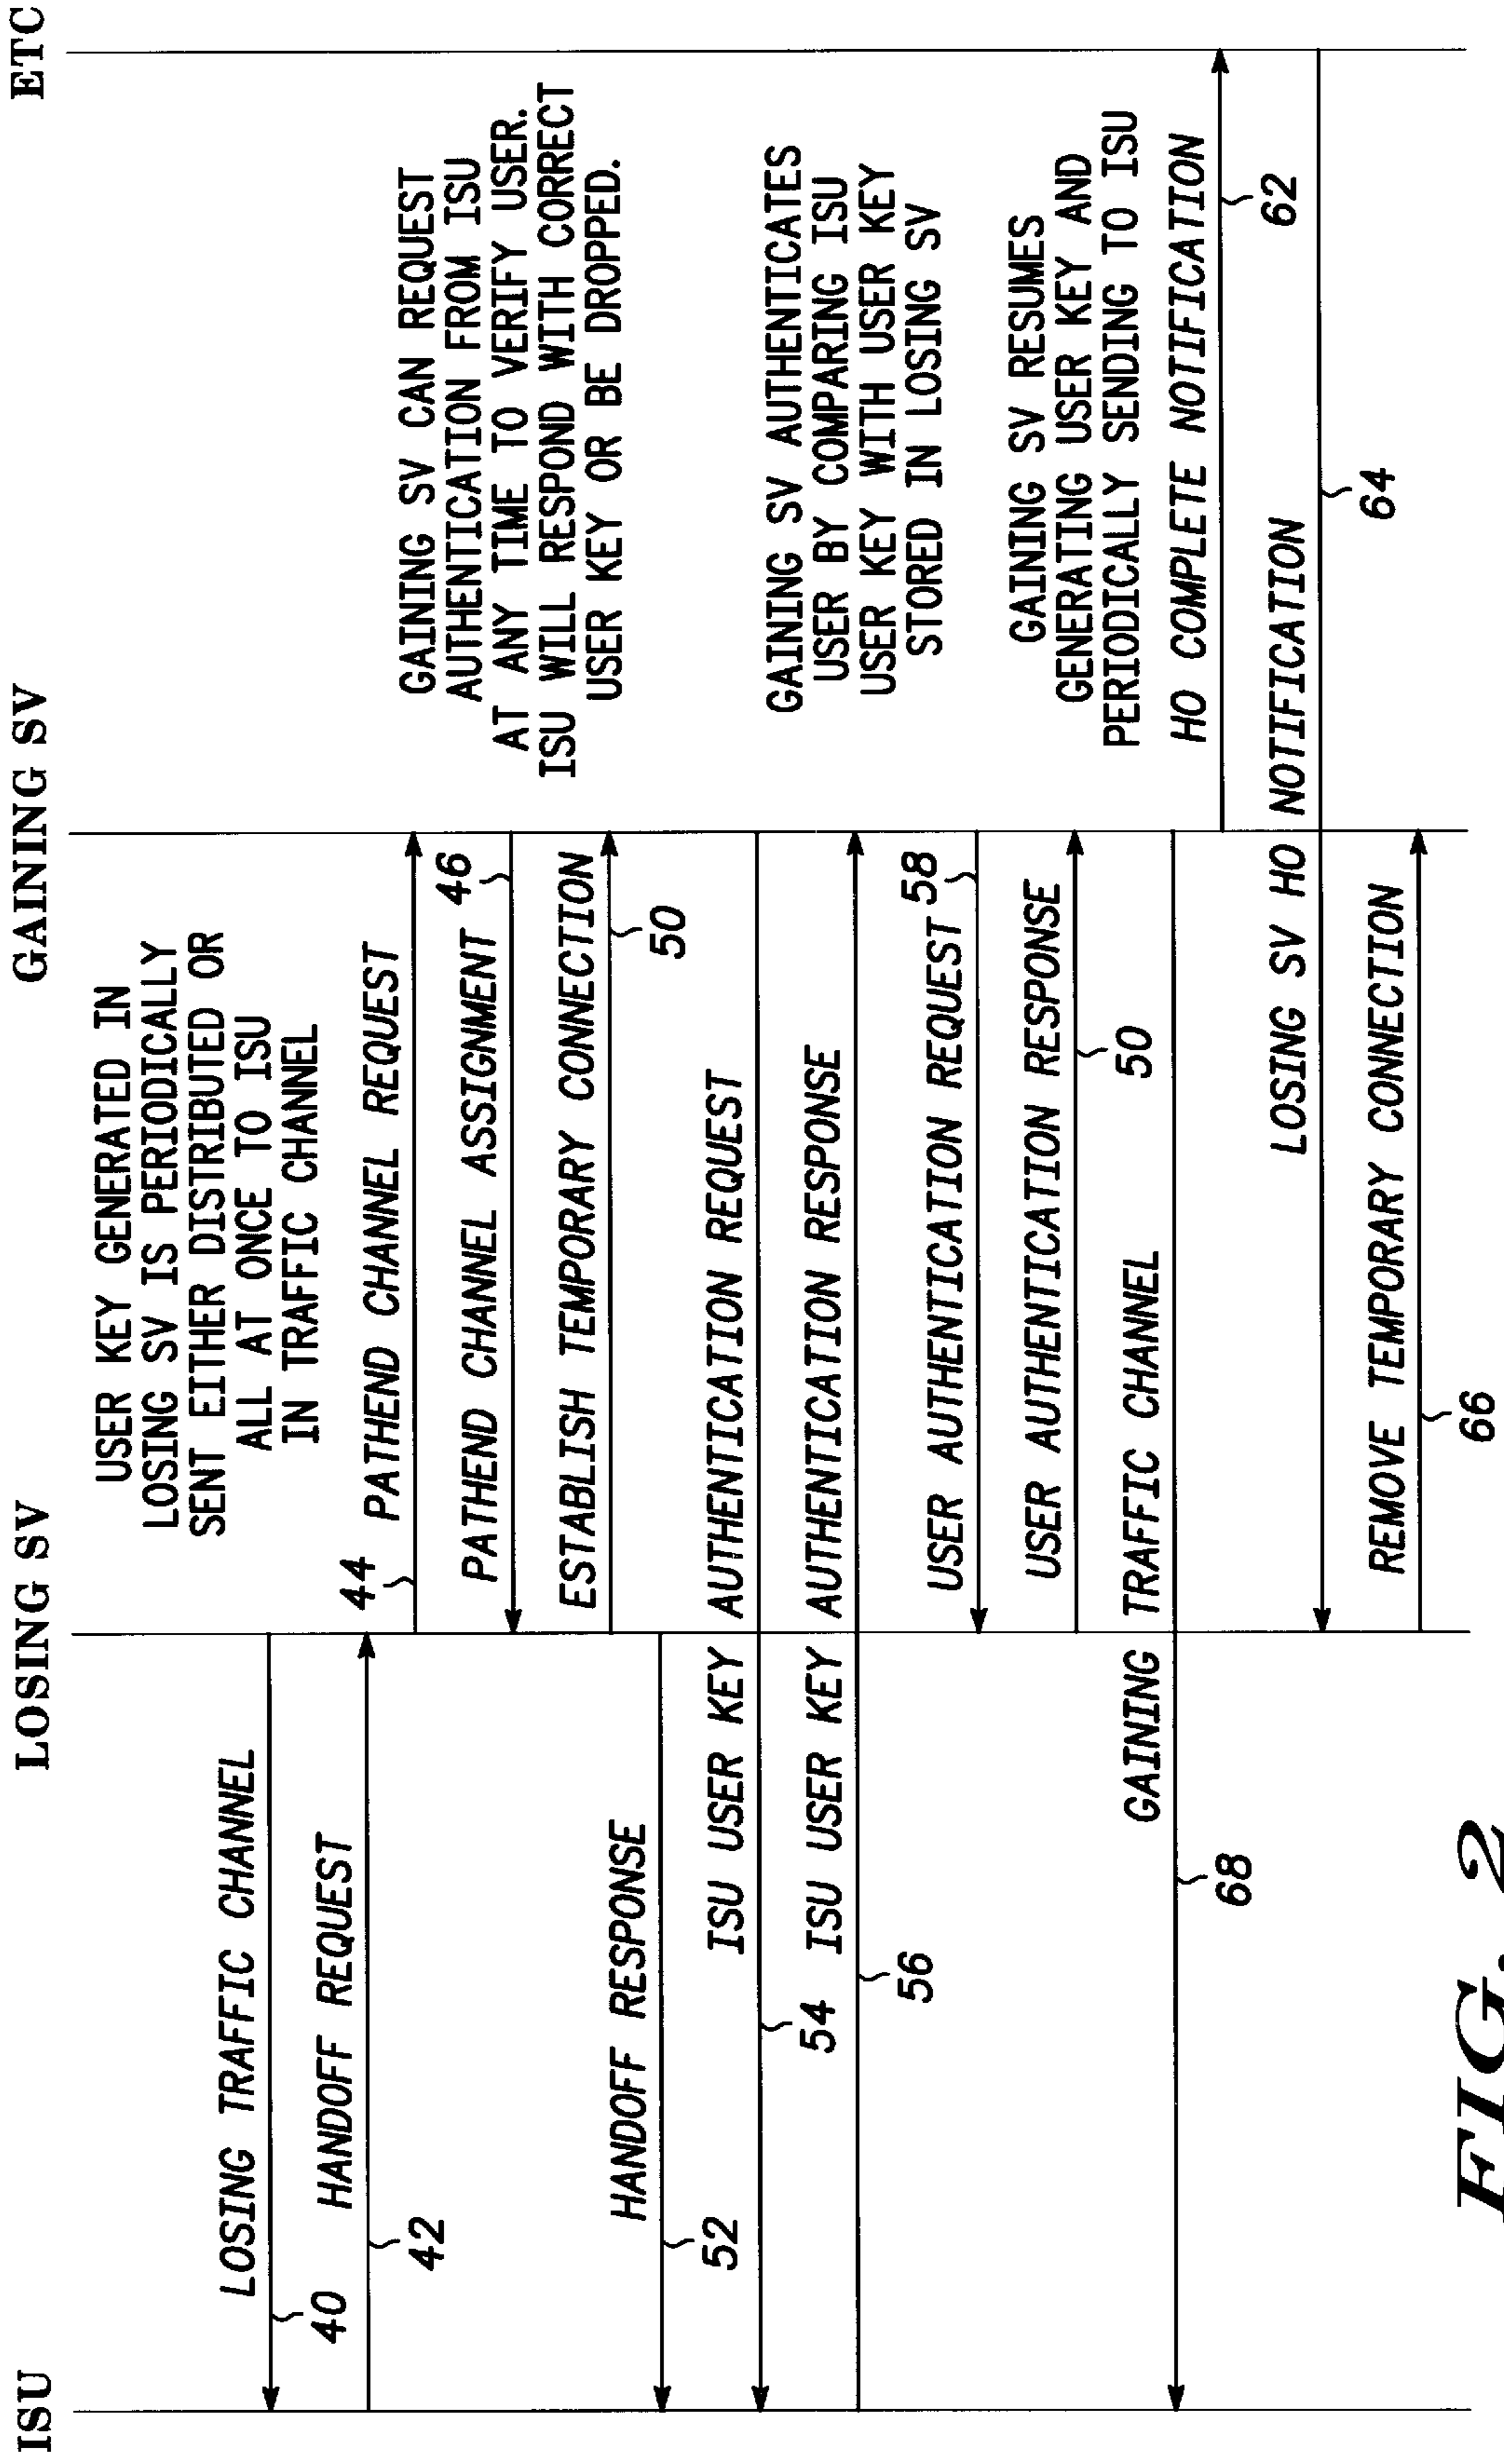 ISU
LOSING SV
GAINING SV
ETC
USER KEY GENERATED IN
LOSING SV IS PERIODICALLY
SENT EITHER DISTRIBUTED OR
ALL AT ONCE TO ISU
IN TRAFFIC CHANNEL
LOSING TRAFFIC CHANNEL
40
HANDOFF REQUEST
42
44
PATHEND CHANNEL REQUEST
PATHEND CHANNEL ASSIGNMENT
46
ESTABLISH TEMPORARY CONNECTION
50
GAINING SV CAN REQUEST
AUTHENTICATION FROM ISU
AT ANY TIME TO VERIFY USER.
ISU WILL RESPOND WITH CORRECT
USER KEY OR BE DROPPED.
HANDOFF RESPONSE
52
ISU USER KEY AUTHENTICATION REQUEST
54
ISU USER KEY AUTHENTICATION RESPONSE
56
GAINING SV AUTHENTICATES
USER BY COMPARING ISU
USER KEY WITH USER KEY
STORED IN LOSING SV
USER AUTHENTICATION REQUEST
58
USER AUTHENTICATION RESPONSE
50
GAINING SV RESUMES
GENERATING USER KEY AND
PERIODICALLY SENDING TO ISU
GAINING TRAFFIC CHANNEL
68
HO COMPLETE NOTIFICATION
62
LOSING SV HO NOTIFICATION
64
REMOVE TEMPORARY CONNECTION
66
FIG. 2